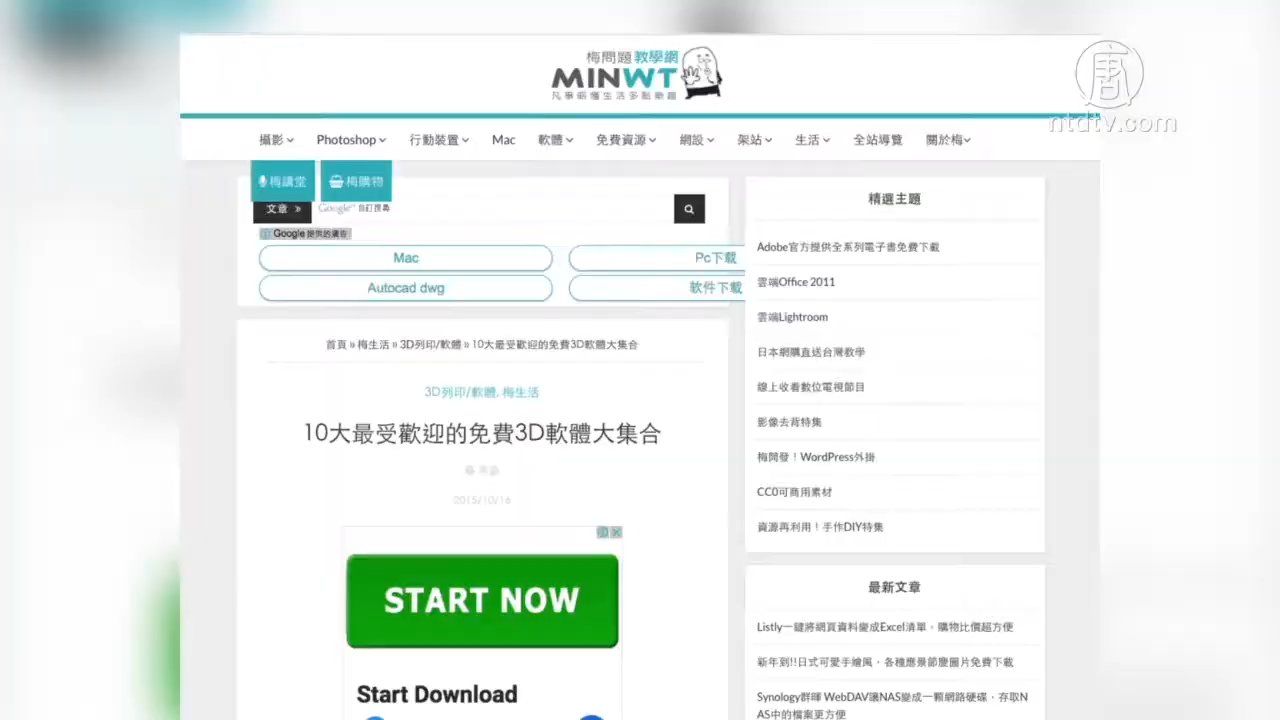 梅問題教學網
MINWT
唐
ntdtv.com
攝影 Photoshop 行動裝置 Mac 軟體 免費資源 網設 架站 生活 全站導覽 關於梅
梅講堂 梅購物
文章 » Google 自訂搜尋
Google 提供的廣告
Mac Pc下载
Autocad dwg 软件下载
首頁 » 梅生活 » 3D列印/軟體 » 10大最受歡迎的免費3D軟體大集合
3D列印/軟體, 梅生活
10大最受歡迎的免費3D軟體大集合
2015/10/16
START NOW
Start Download
精選主題
Adobe官方提供全系列電子書免費下載
雲端Office 2011
雲端Lightroom
日本網購直送台灣教學
線上收看數位電視節目
影像去背特集
梅開發！WordPress外掛
CC0可商用素材
資源再利用！手作DIY特集
最新文章
Listly一鍵將網頁資料變成Excel清單，購物比價超方便
新年到!!日式可愛手繪風，各種應景節慶圖片免費下載
Synology群暉 WebDAV讓NAS變成一顆網路硬碟，存取N
AS中的檔案更方便